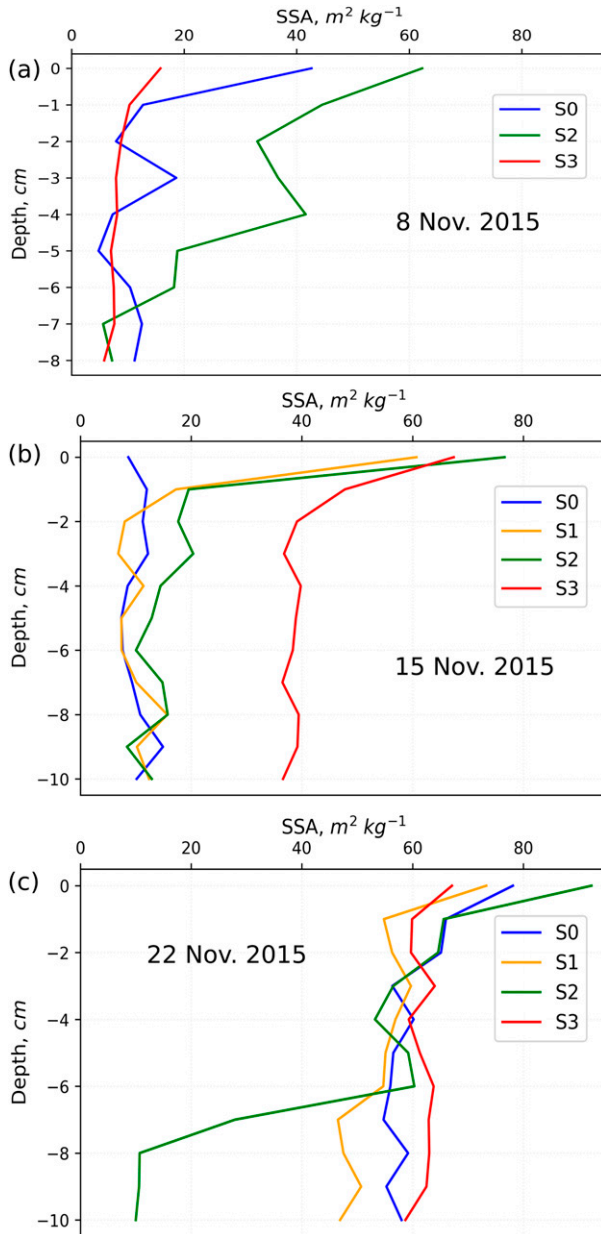 SSA, m² kg⁻¹
0 20 40 60 80
(a)
0
−1
−2
−3
−4
−5
−6
−7
−8
Depth, cm
S0
S2
S3
8 Nov. 2015
SSA, m² kg⁻¹
0 20 40 60 80
(b)
0
−2
−4
−6
−8
−10
Depth, cm
S0
S1
S2
S3
15 Nov. 2015
SSA, m² kg⁻¹
0 20 40 60 80
(c)
0
−2
−4
−6
−8
−10
Depth, cm
22 Nov. 2015
S0
S1
S2
S3